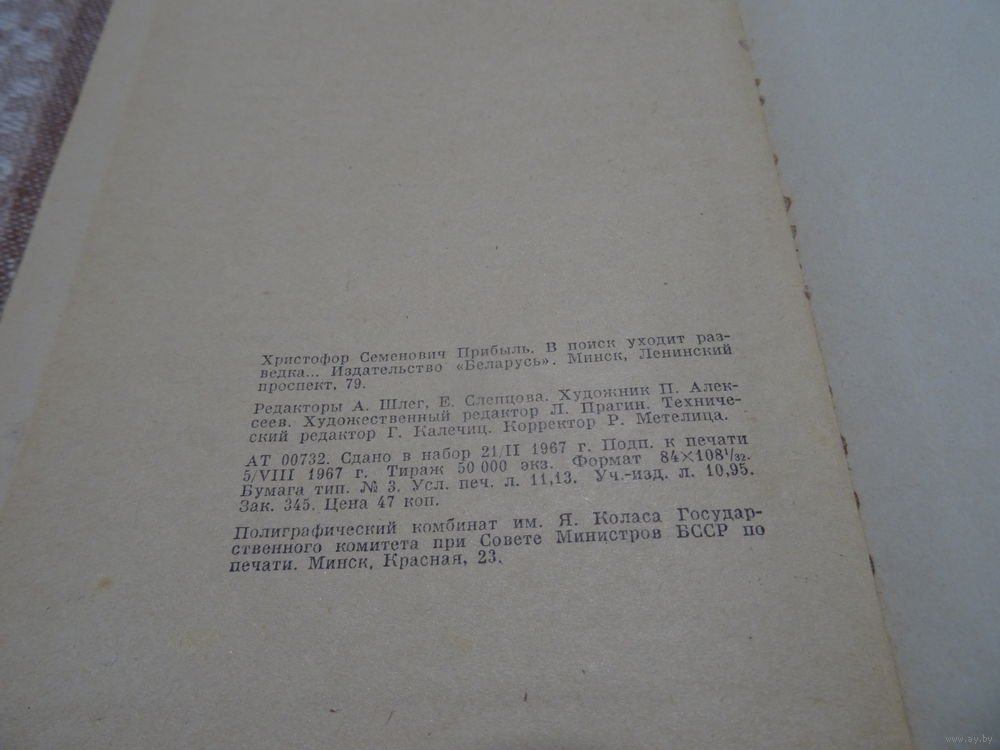 Христофор Семенович Прибыль. В поиск уходит раз-
ведка... Издательство «Беларусь». Минск, Ленинский
проспект, 79.
Редакторы А. Шлег, Е. Слепцова. Художник П. Алек-
сеев. Художественный редактор Л. Прагин. Техниче-
ский редактор Г. Калечиц. Корректор Р. Метелица.
АТ 00732. Сдано в набор 21/II 1967 г. Подп. к печати
5/VIII 1967 г. Тираж 50 000 экз. Формат 84×108¹/₃₂.
Бумага тип. № 3. Усл. печ. л. 11,13. Уч.-изд. л. 10,95.
Зак. 345. Цена 47 коп.
Полиграфический комбинат им. Я. Коласа Государ-
ственного комитета при Совете Министров БССР по
печати. Минск, Красная, 23.
www.ay.by